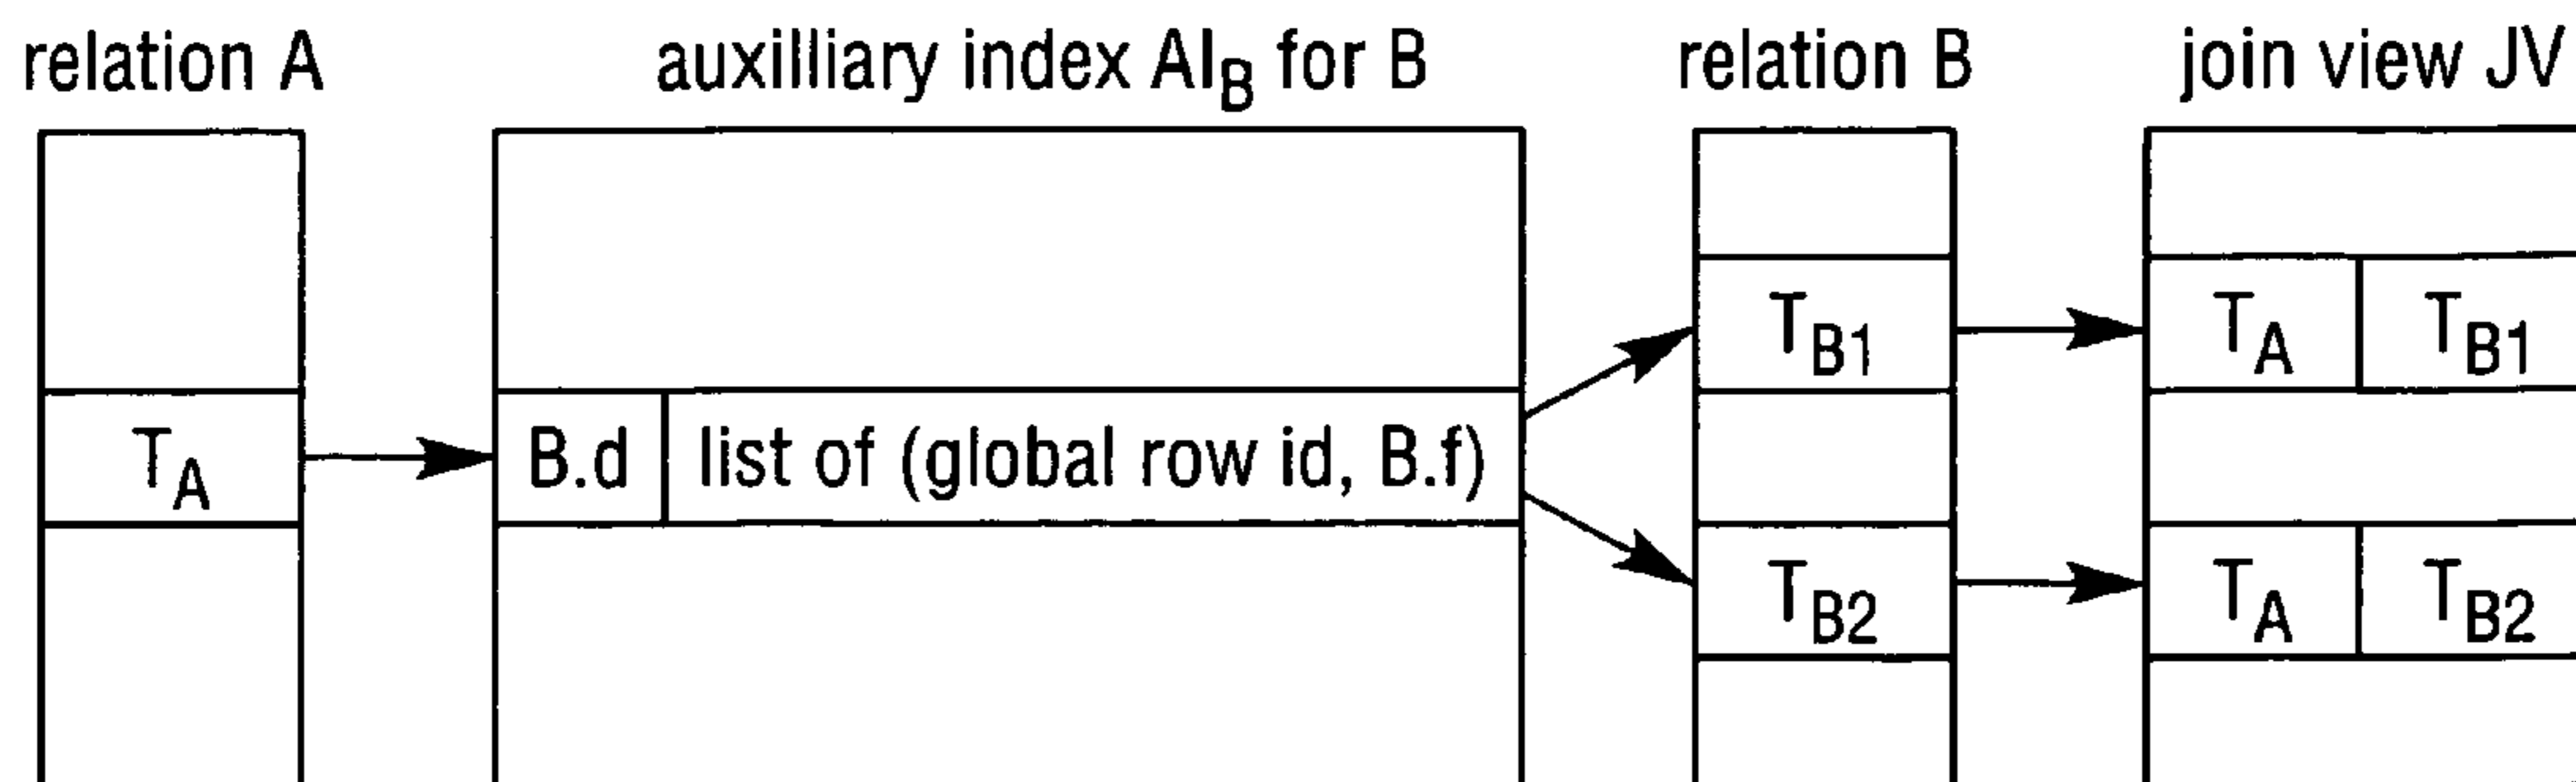 relation A auxilliary index AI_B for B relation B join view JV
T_B1 T_A T_B1
T_A B.d list of (global row id, B.f)
T_B2 T_A T_B2